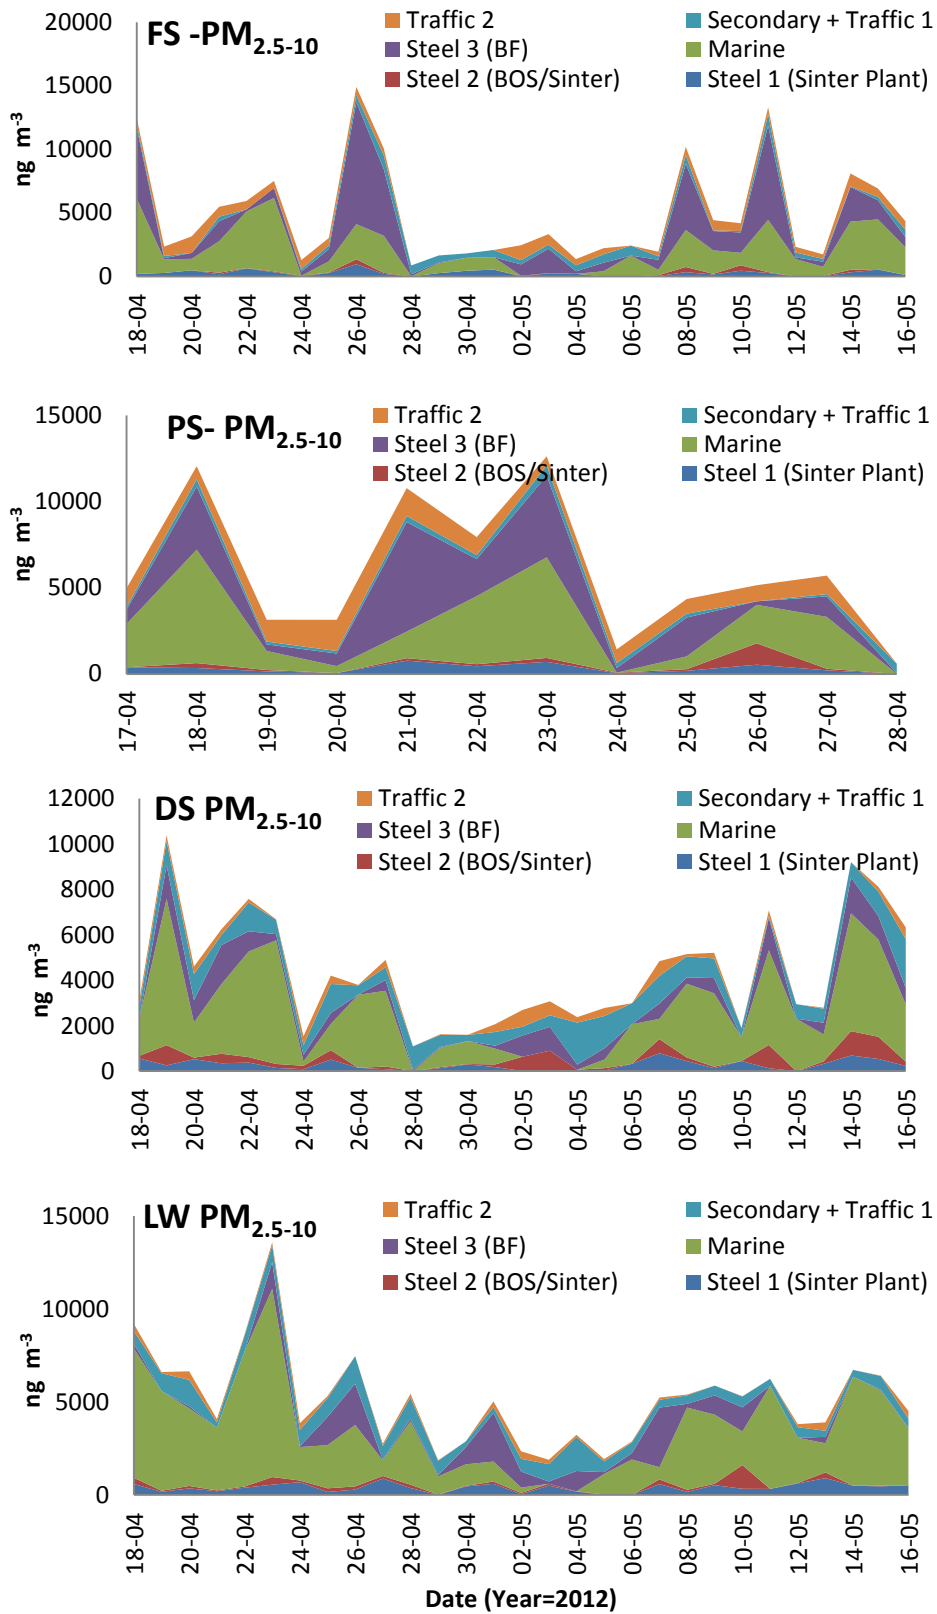 FS -PM2.5-10
Traffic 2
Secondary + Traffic 1
Steel 3 (BF)
Marine
Steel 2 (BOS/Sinter)
Steel 1 (Sinter Plant)
ng m-3
20000
15000
10000
5000
0
18-04
20-04
22-04
24-04
26-04
28-04
30-04
02-05
04-05
06-05
08-05
10-05
12-05
14-05
16-05
PS- PM2.5-10
Traffic 2
Secondary + Traffic 1
Steel 3 (BF)
Marine
Steel 2 (BOS/Sinter)
Steel 1 (Sinter Plant)
ng m-3
15000
10000
5000
0
17-04
18-04
19-04
20-04
21-04
22-04
23-04
24-04
25-04
26-04
27-04
28-04
DS PM2.5-10
Traffic 2
Secondary + Traffic 1
Steel 3 (BF)
Marine
Steel 2 (BOS/Sinter)
Steel 1 (Sinter Plant)
ng m-3
12000
10000
8000
6000
4000
2000
0
18-04
20-04
22-04
24-04
26-04
28-04
30-04
02-05
04-05
06-05
08-05
10-05
12-05
14-05
16-05
LW PM2.5-10
Traffic 2
Secondary + Traffic 1
Steel 3 (BF)
Marine
Steel 2 (BOS/Sinter)
Steel 1 (Sinter Plant)
ng m-3
15000
10000
5000
0
18-04
20-04
22-04
24-04
26-04
28-04
30-04
02-05
04-05
06-05
08-05
10-05
12-05
14-05
16-05
Date (Year=2012)